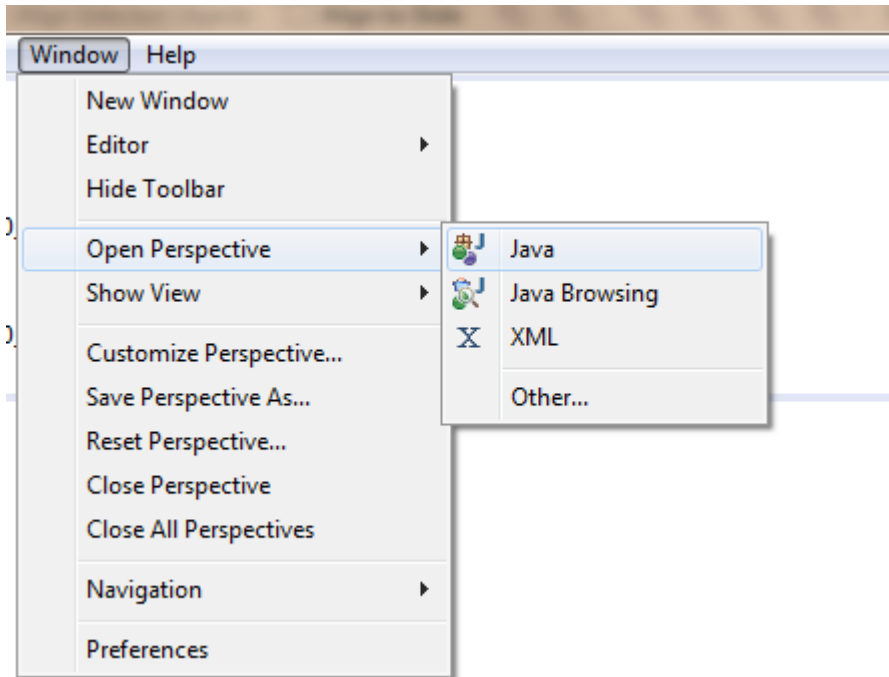 Window Help
New Window
Editor
Hide Toolbar
Open Perspective
Show View
Customize Perspective...
Save Perspective As...
Reset Perspective...
Close Perspective
Close All Perspectives
Navigation
Preferences
Java
Java Browsing
XML
Other...